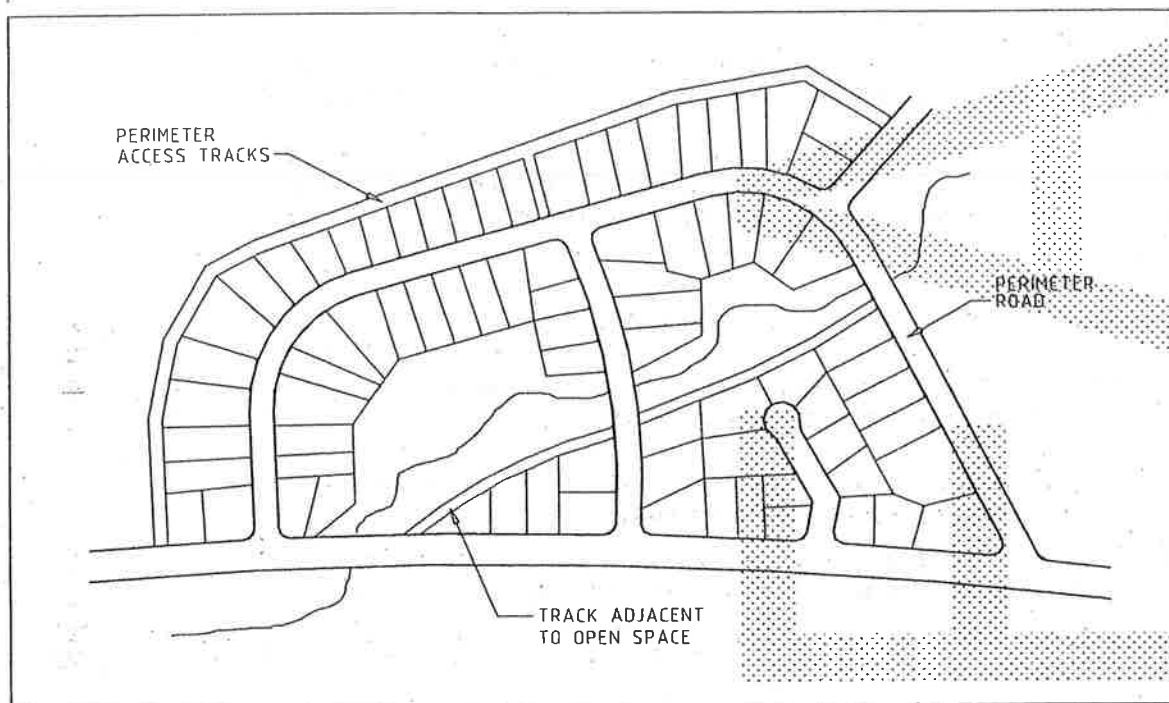 PERIMETER
ACCESS TRACKS
PERIMETER
ROAD
TRACK ADJACENT
TO OPEN SPACE